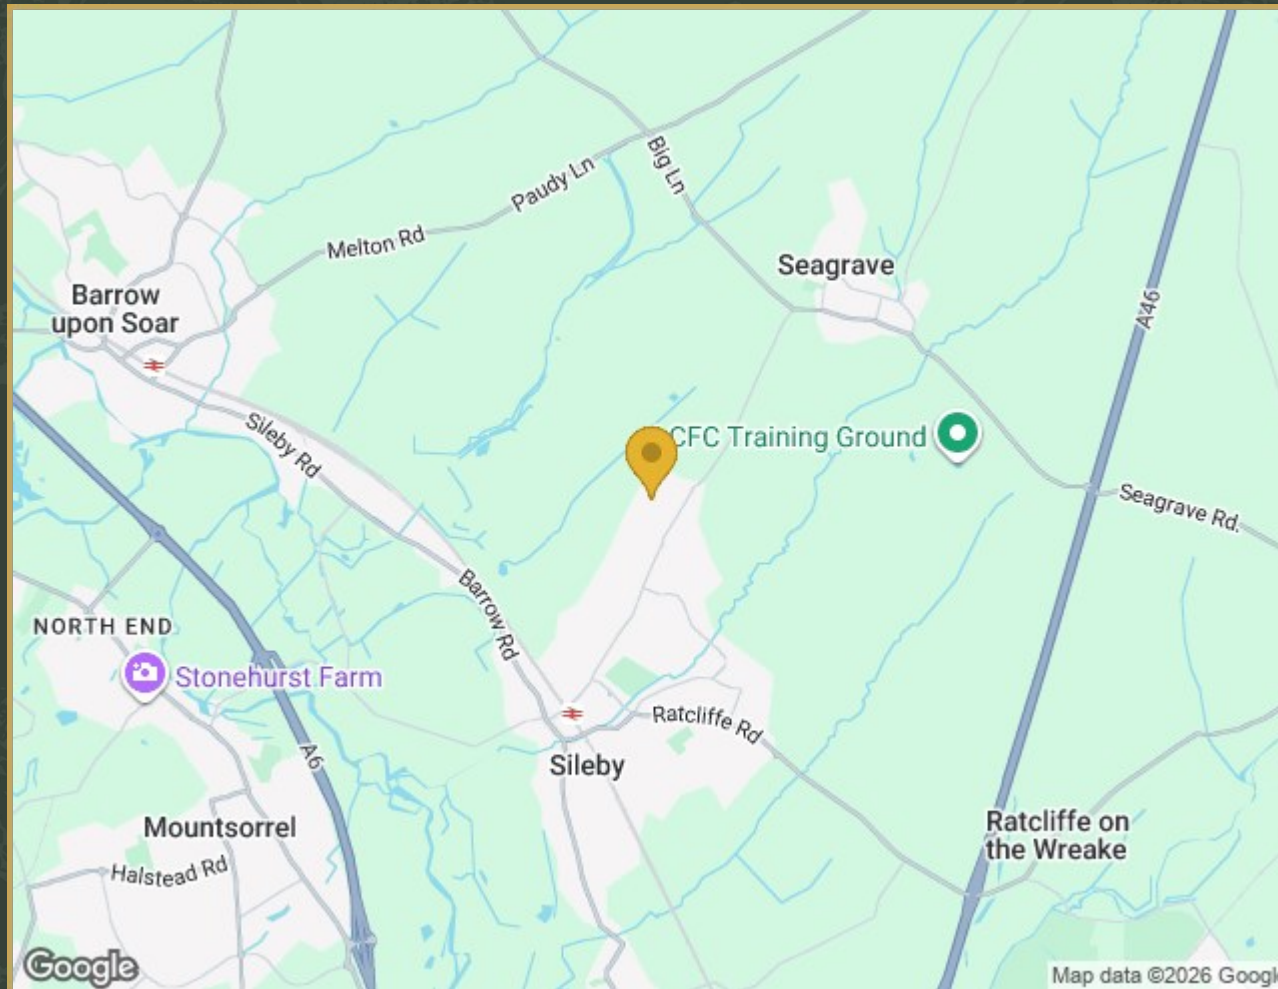 Big Ln
Paudy Ln
Melton Rd
Seagrave
Barrow
upon Soar
A46
Sileby Rd
CFC Training Ground
Seagrave Rd.
Barrow Rd
NORTH END
Stonehurst Farm
Ratcliffe Rd
A6
Sileby
Mountsorrel
Ratcliffe on
the Wreake
Halstead Rd
Google
Map data ©2026 Google